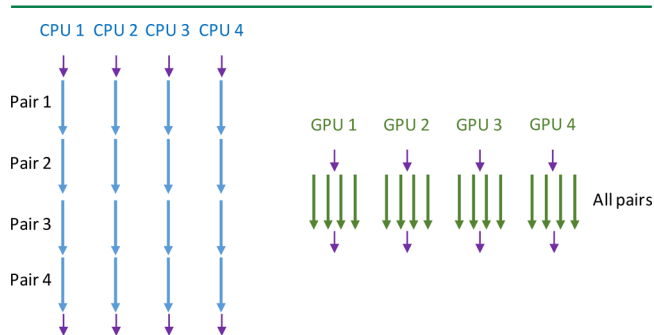 CPU 1 CPU 2 CPU 3 CPU 4
Pair 1
Pair 2
Pair 3
Pair 4
GPU 1 GPU 2 GPU 3 GPU 4
All pairs